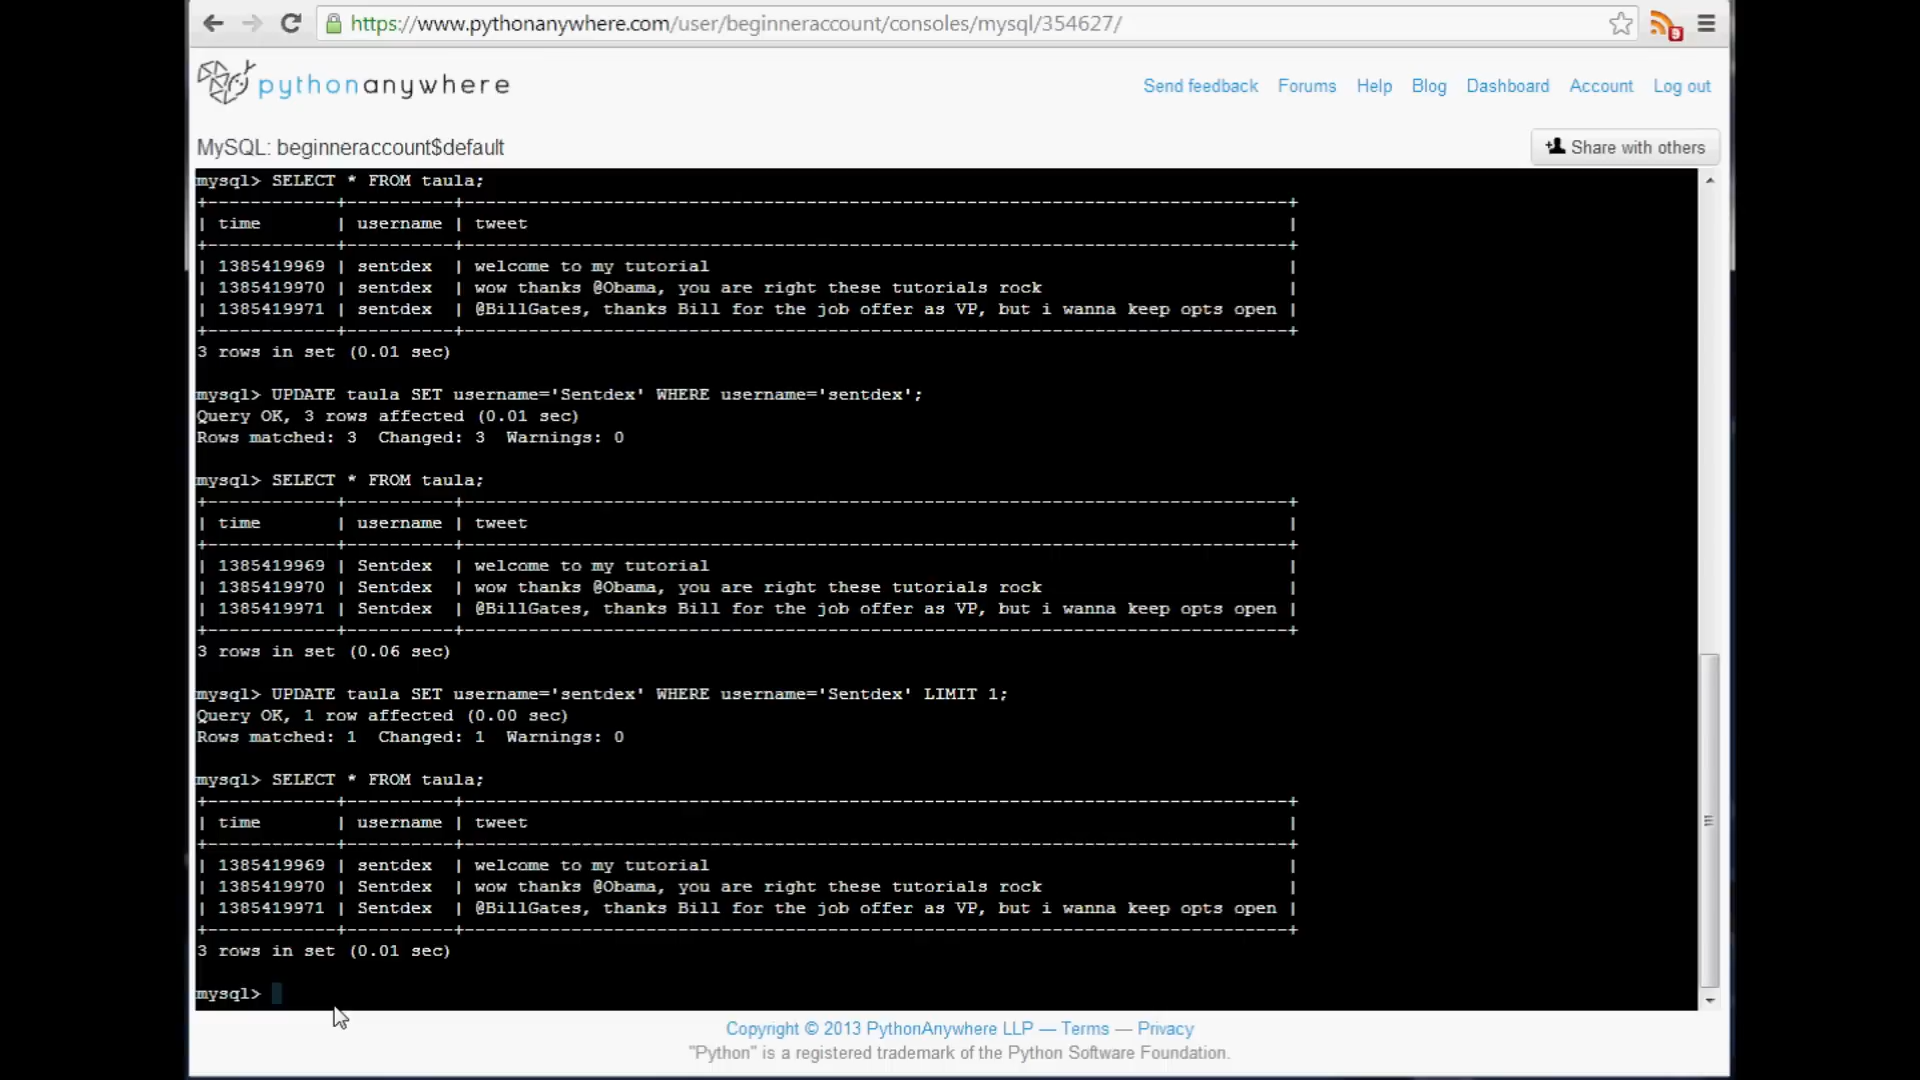 https://www.pythonanywhere.com/user/beginneraccount/consoles/mysql/354627/
9
pythonanywhere
Send feedback Forums Help Blog Dashboard Account Log out
MySQL: beginneraccount$default
Share with others
mysql> SELECT * FROM taula;
+------------+----------+-----------------------------------------------------------------------------+
| time | username | tweet |
+------------+----------+-----------------------------------------------------------------------------+
| 1385419969 | sentdex | welcome to my tutorial |
| 1385419970 | sentdex | wow thanks @Obama, you are right these tutorials rock |
| 1385419971 | sentdex | @BillGates, thanks Bill for the job offer as VP, but i wanna keep opts open |
+------------+----------+-----------------------------------------------------------------------------+
3 rows in set (0.01 sec)
mysql> UPDATE taula SET username='Sentdex' WHERE username='sentdex';
Query OK, 3 rows affected (0.01 sec)
Rows matched: 3 Changed: 3 Warnings: 0
mysql> SELECT * FROM taula;
+------------+----------+-----------------------------------------------------------------------------+
| time | username | tweet |
+------------+----------+-----------------------------------------------------------------------------+
| 1385419969 | Sentdex | welcome to my tutorial |
| 1385419970 | Sentdex | wow thanks @Obama, you are right these tutorials rock |
| 1385419971 | Sentdex | @BillGates, thanks Bill for the job offer as VP, but i wanna keep opts open |
+------------+----------+-----------------------------------------------------------------------------+
3 rows in set (0.06 sec)
mysql> UPDATE taula SET username='sentdex' WHERE username='Sentdex' LIMIT 1;
Query OK, 1 row affected (0.00 sec)
Rows matched: 1 Changed: 1 Warnings: 0
mysql> SELECT * FROM taula;
+------------+----------+-----------------------------------------------------------------------------+
| time | username | tweet |
+------------+----------+-----------------------------------------------------------------------------+
| 1385419969 | sentdex | welcome to my tutorial |
| 1385419970 | Sentdex | wow thanks @Obama, you are right these tutorials rock |
| 1385419971 | Sentdex | @BillGates, thanks Bill for the job offer as VP, but i wanna keep opts open |
+------------+----------+-----------------------------------------------------------------------------+
3 rows in set (0.01 sec)
mysql>
Copyright © 2013 PythonAnywhere LLP — Terms — Privacy
"Python" is a registered trademark of the Python Software Foundation.